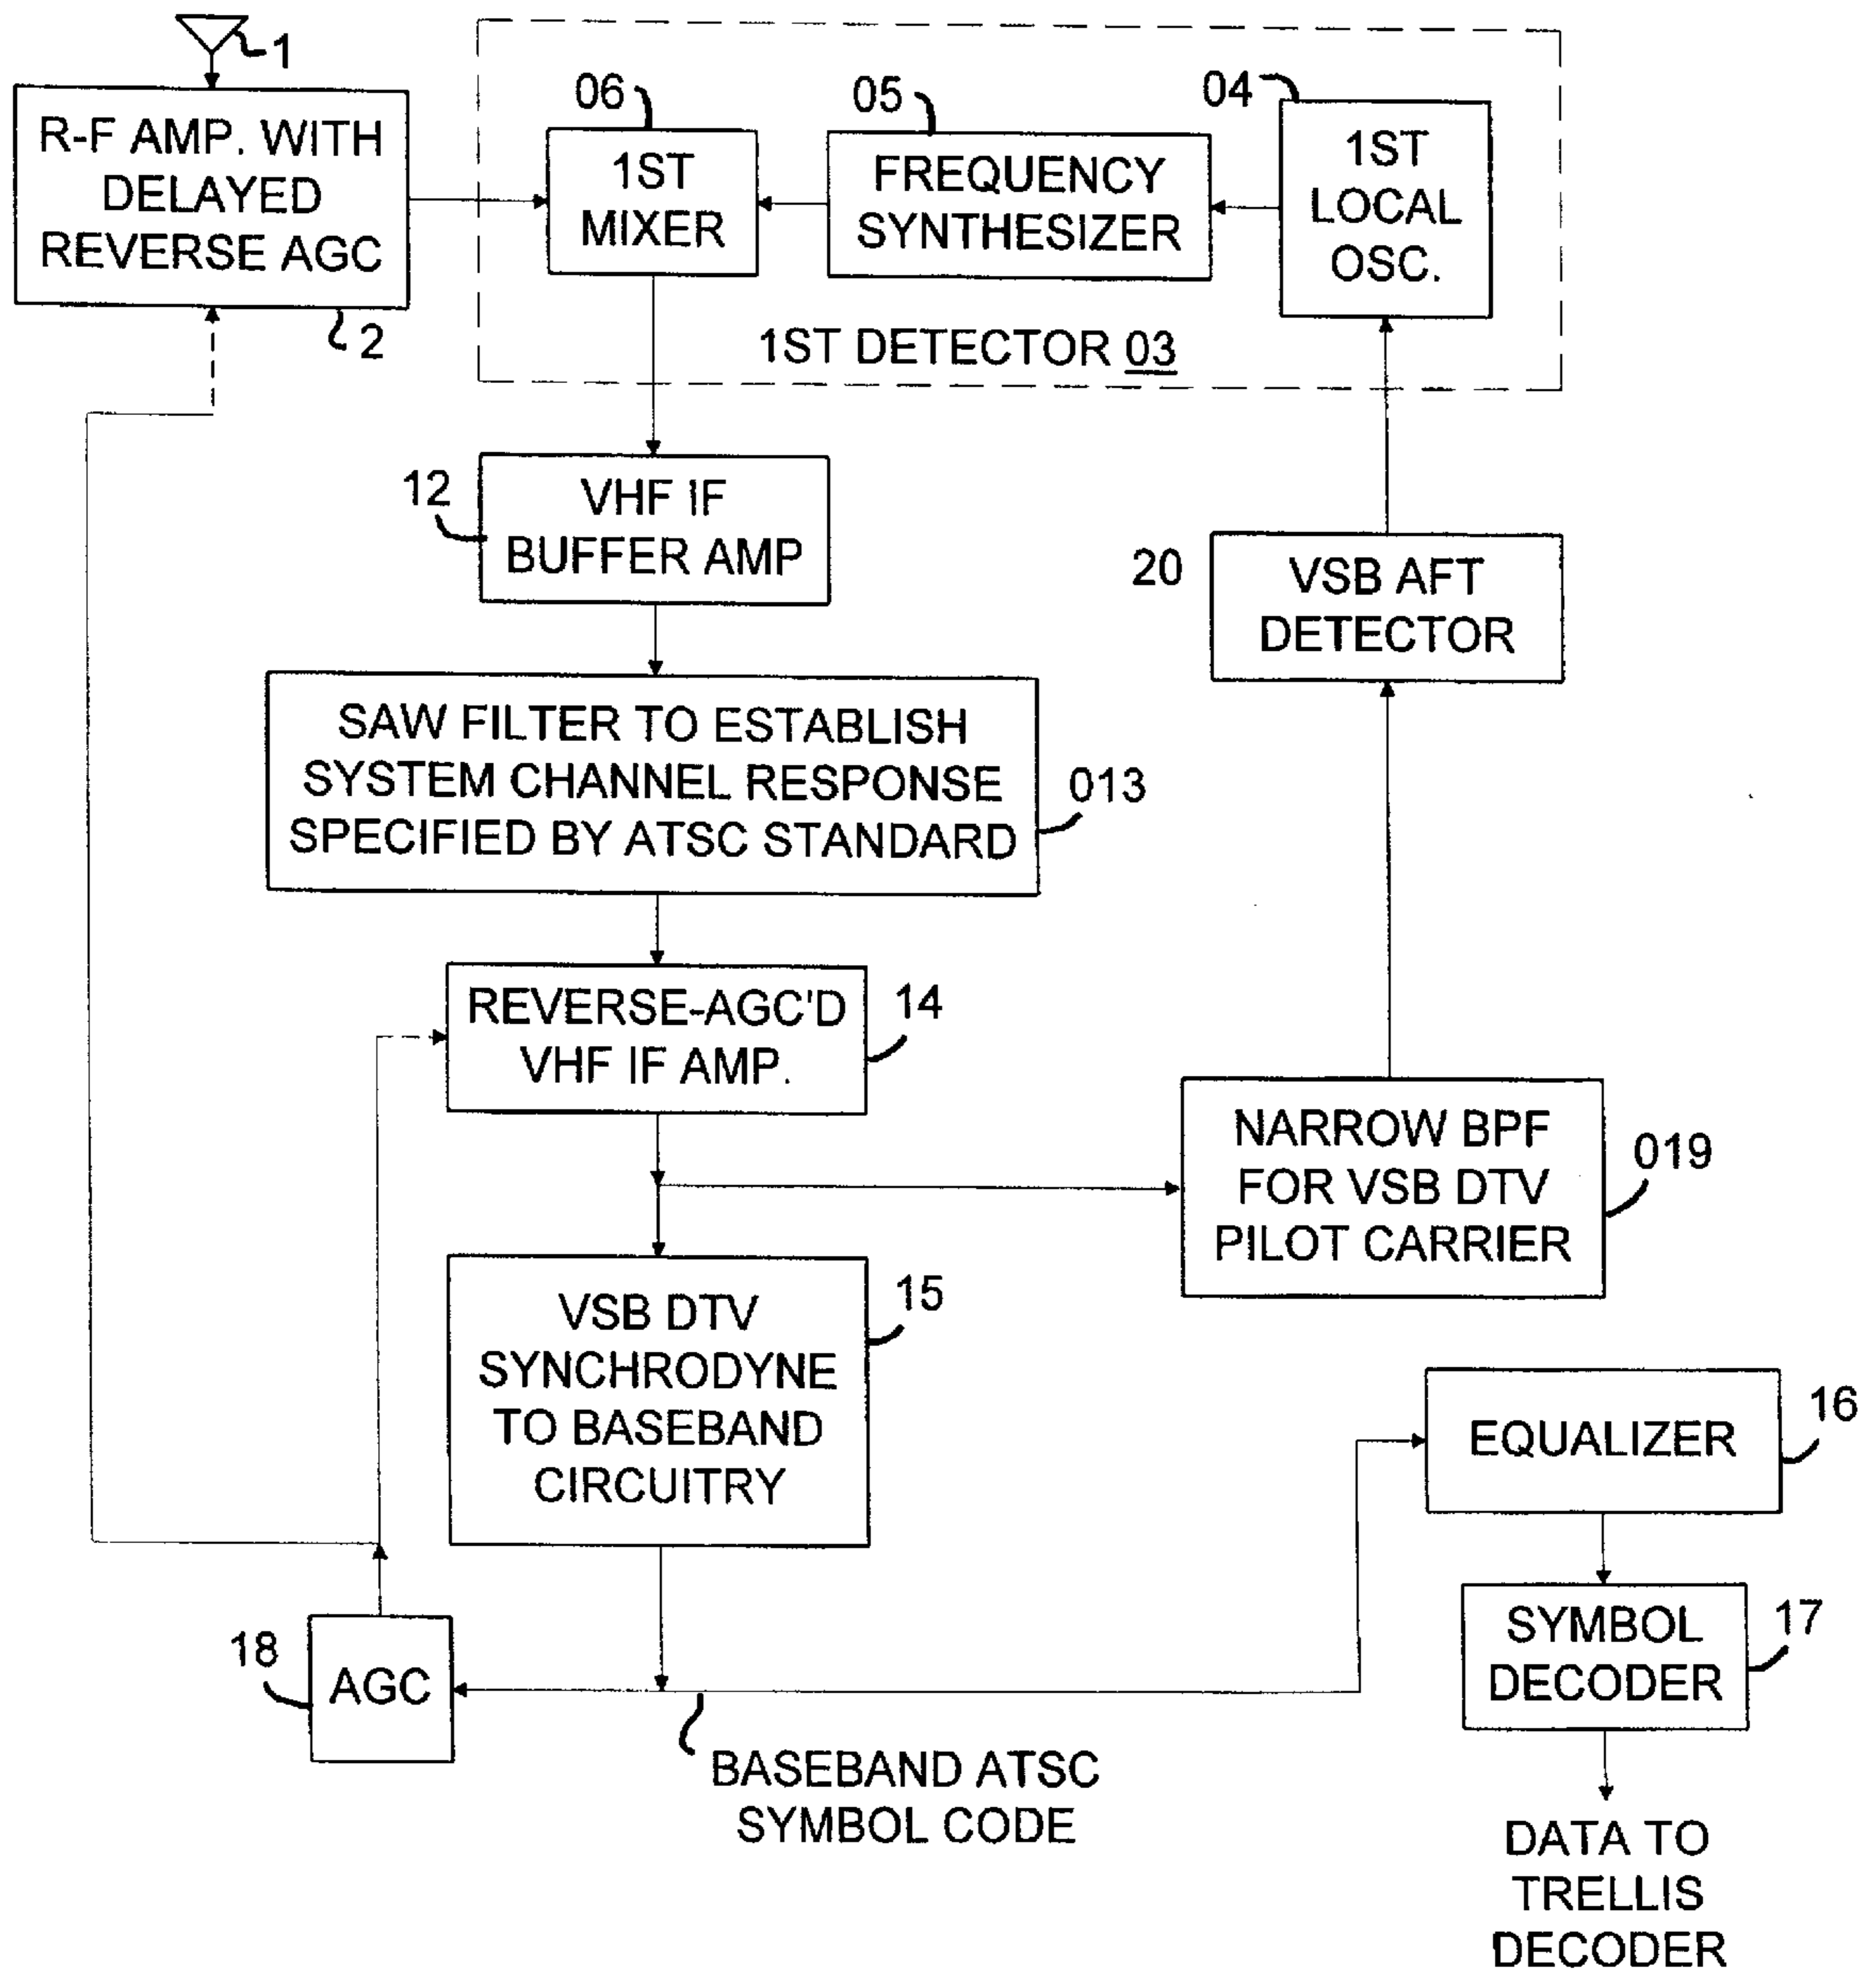 1
R-F AMP. WITH
DELAYED
REVERSE AGC
2
06
1ST
MIXER
05
FREQUENCY
SYNTHESIZER
04
1ST
LOCAL
OSC.
1ST DETECTOR 03
12
VHF IF
BUFFER AMP
20
VSB AFT
DETECTOR
SAW FILTER TO ESTABLISH
SYSTEM CHANNEL RESPONSE
SPECIFIED BY ATSC STANDARD
013
REVERSE-AGC'D
VHF IF AMP.
14
NARROW BPF
FOR VSB DTV
PILOT CARRIER
019
VSB DTV
SYNCHRODYNE
TO BASEBAND
CIRCUITRY
15
EQUALIZER
16
SYMBOL
DECODER
17
18
AGC
BASEBAND ATSC
SYMBOL CODE
DATA TO
TRELLIS
DECODER